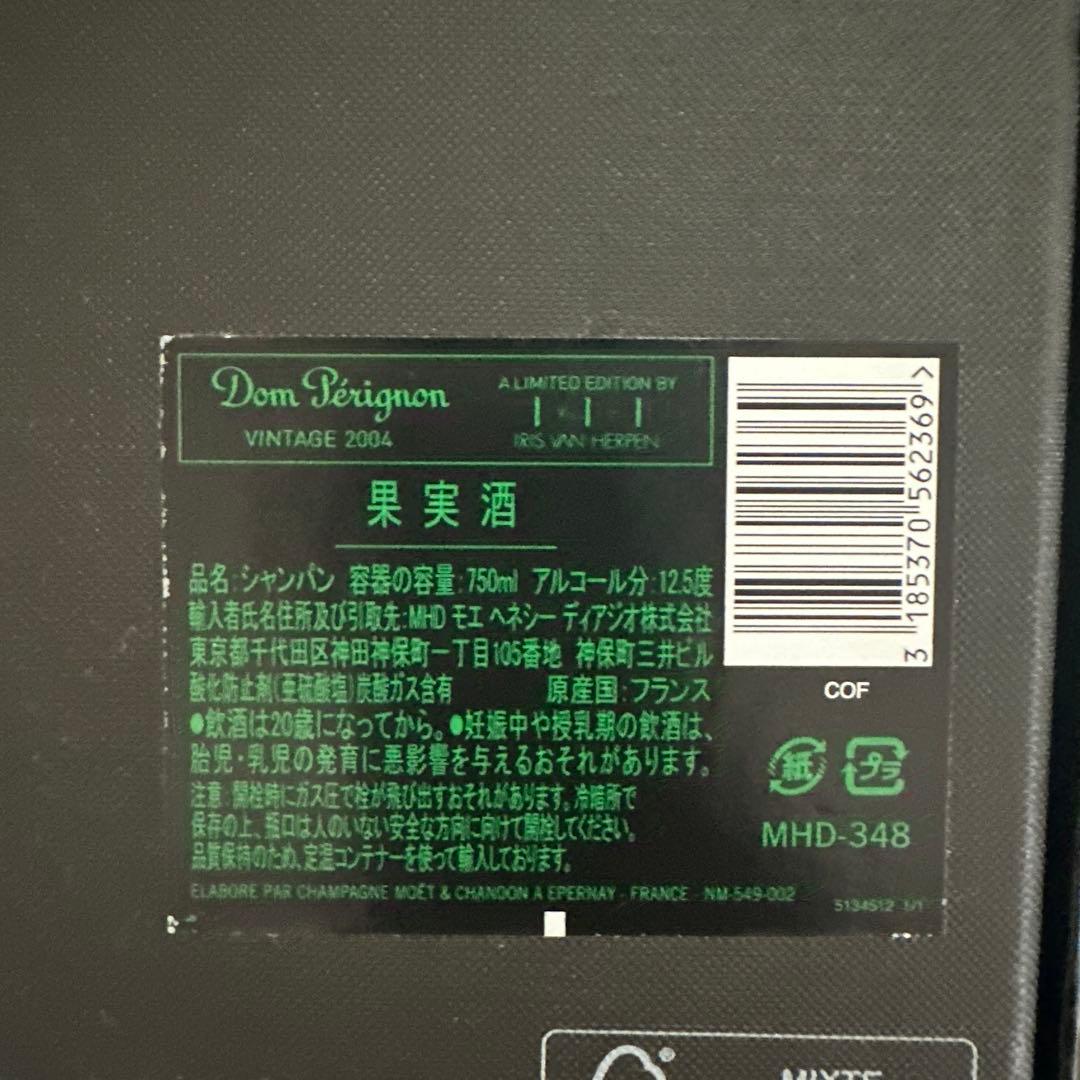 Dom Pérignon
VINTAGE 2004
A LIMITED EDITION BY
IRIS VAN HERPEN
果実酒
品名:シャンパン 容器の容量:750ml アルコール分:12.5度
輸入者氏名住所及び引取先:MHD モエ ヘネシー ディアジオ株式会社
東京都千代田区神田神保町一丁目105番地 神保町三井ビル
酸化防止剤(亜硫酸塩)炭酸ガス含有 原産国:フランス
●飲酒は20歳になってから。●妊娠中や授乳期の飲酒は、
胎児・乳児の発育に悪影響を与えるおそれがあります。
注意:開栓時にガス圧で栓が飛び出すおそれがあります。冷暗所で
保存の上、瓶口は人のいない安全な方向に向けて開栓してください。
品質保持のため、定温コンテナーを使って輸入しております。
ELABORE PAR CHAMPAGNE MOËT & CHANDON A EPERNAY - FRANCE NM-549-002
5134512 1/1
3 185370 562369 >
COF
紙 プラ
MHD-348
MIXTE